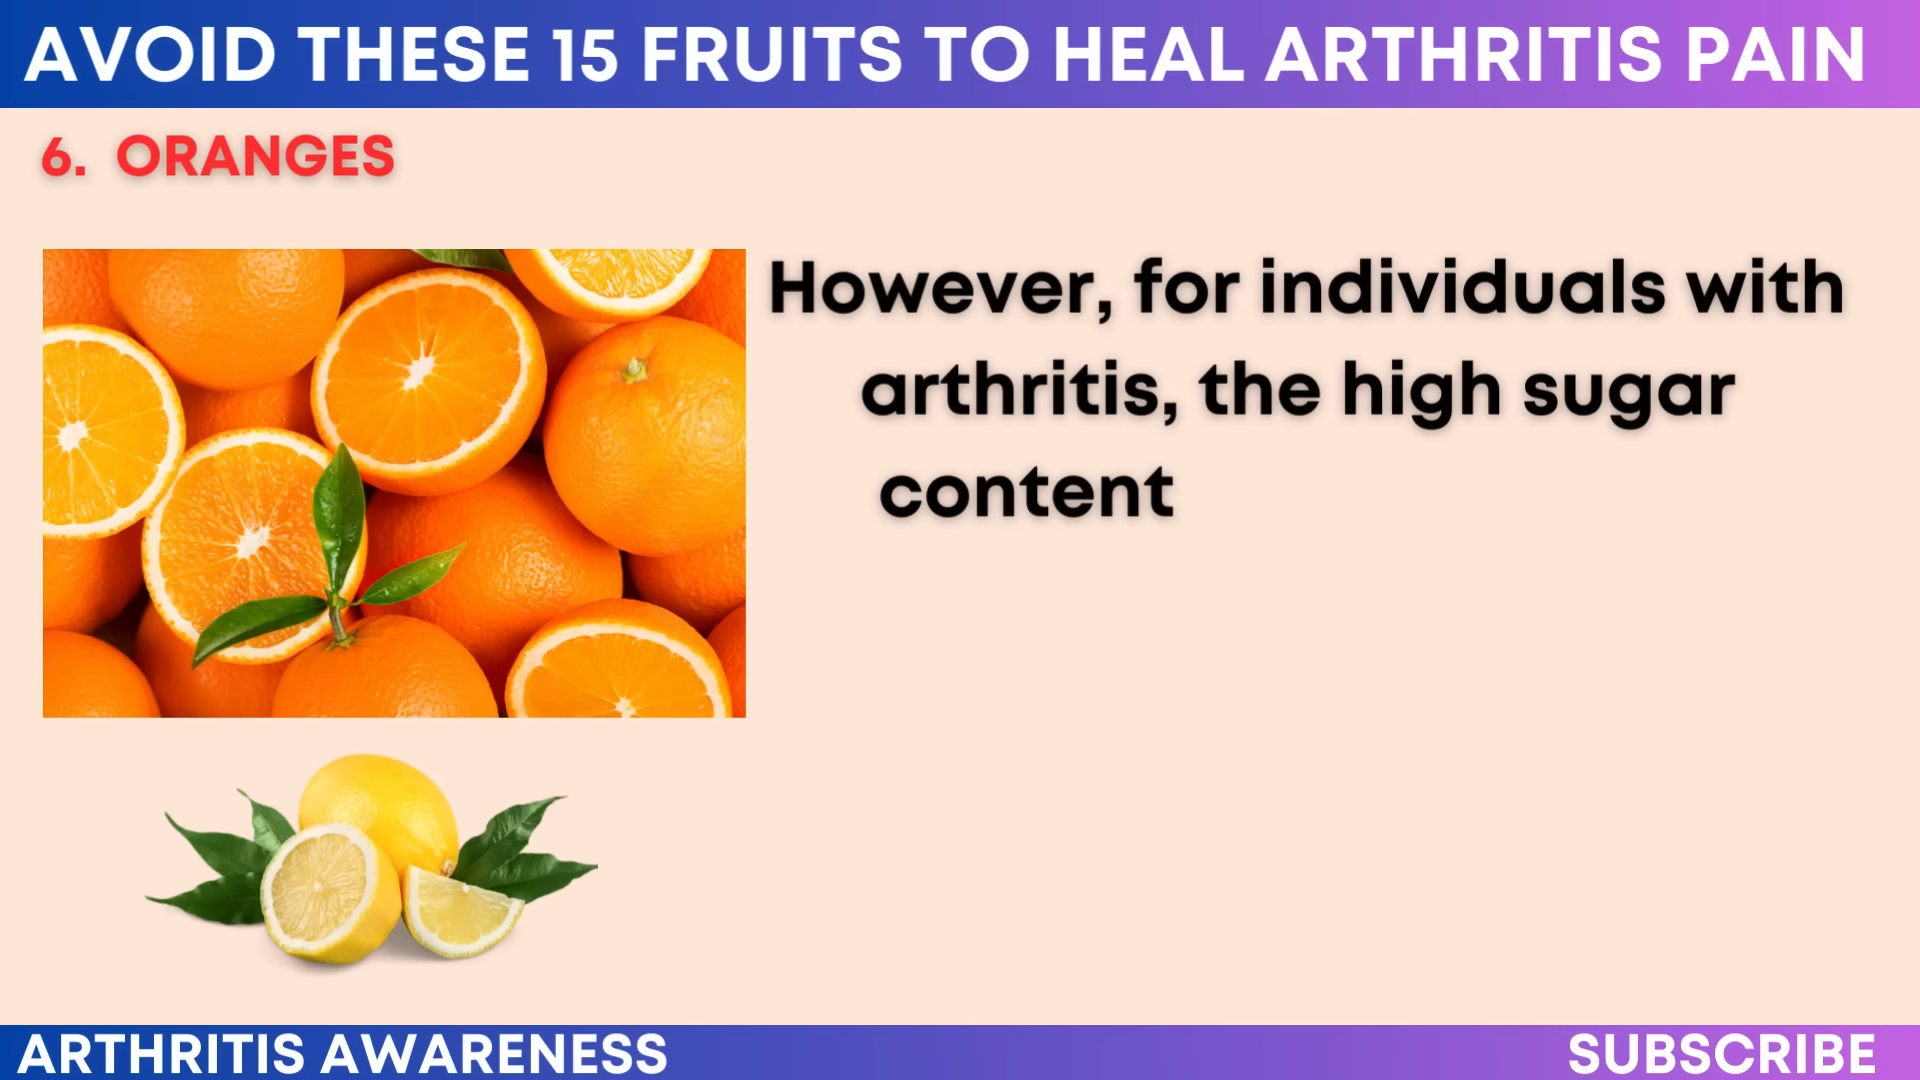 AVOID THESE 15 FRUITS TO HEAL ARTHRITIS PAIN
6. ORANGES
However, for individuals with
arthritis, the high sugar
content
ARTHRITIS AWARENESS
SUBSCRIBE